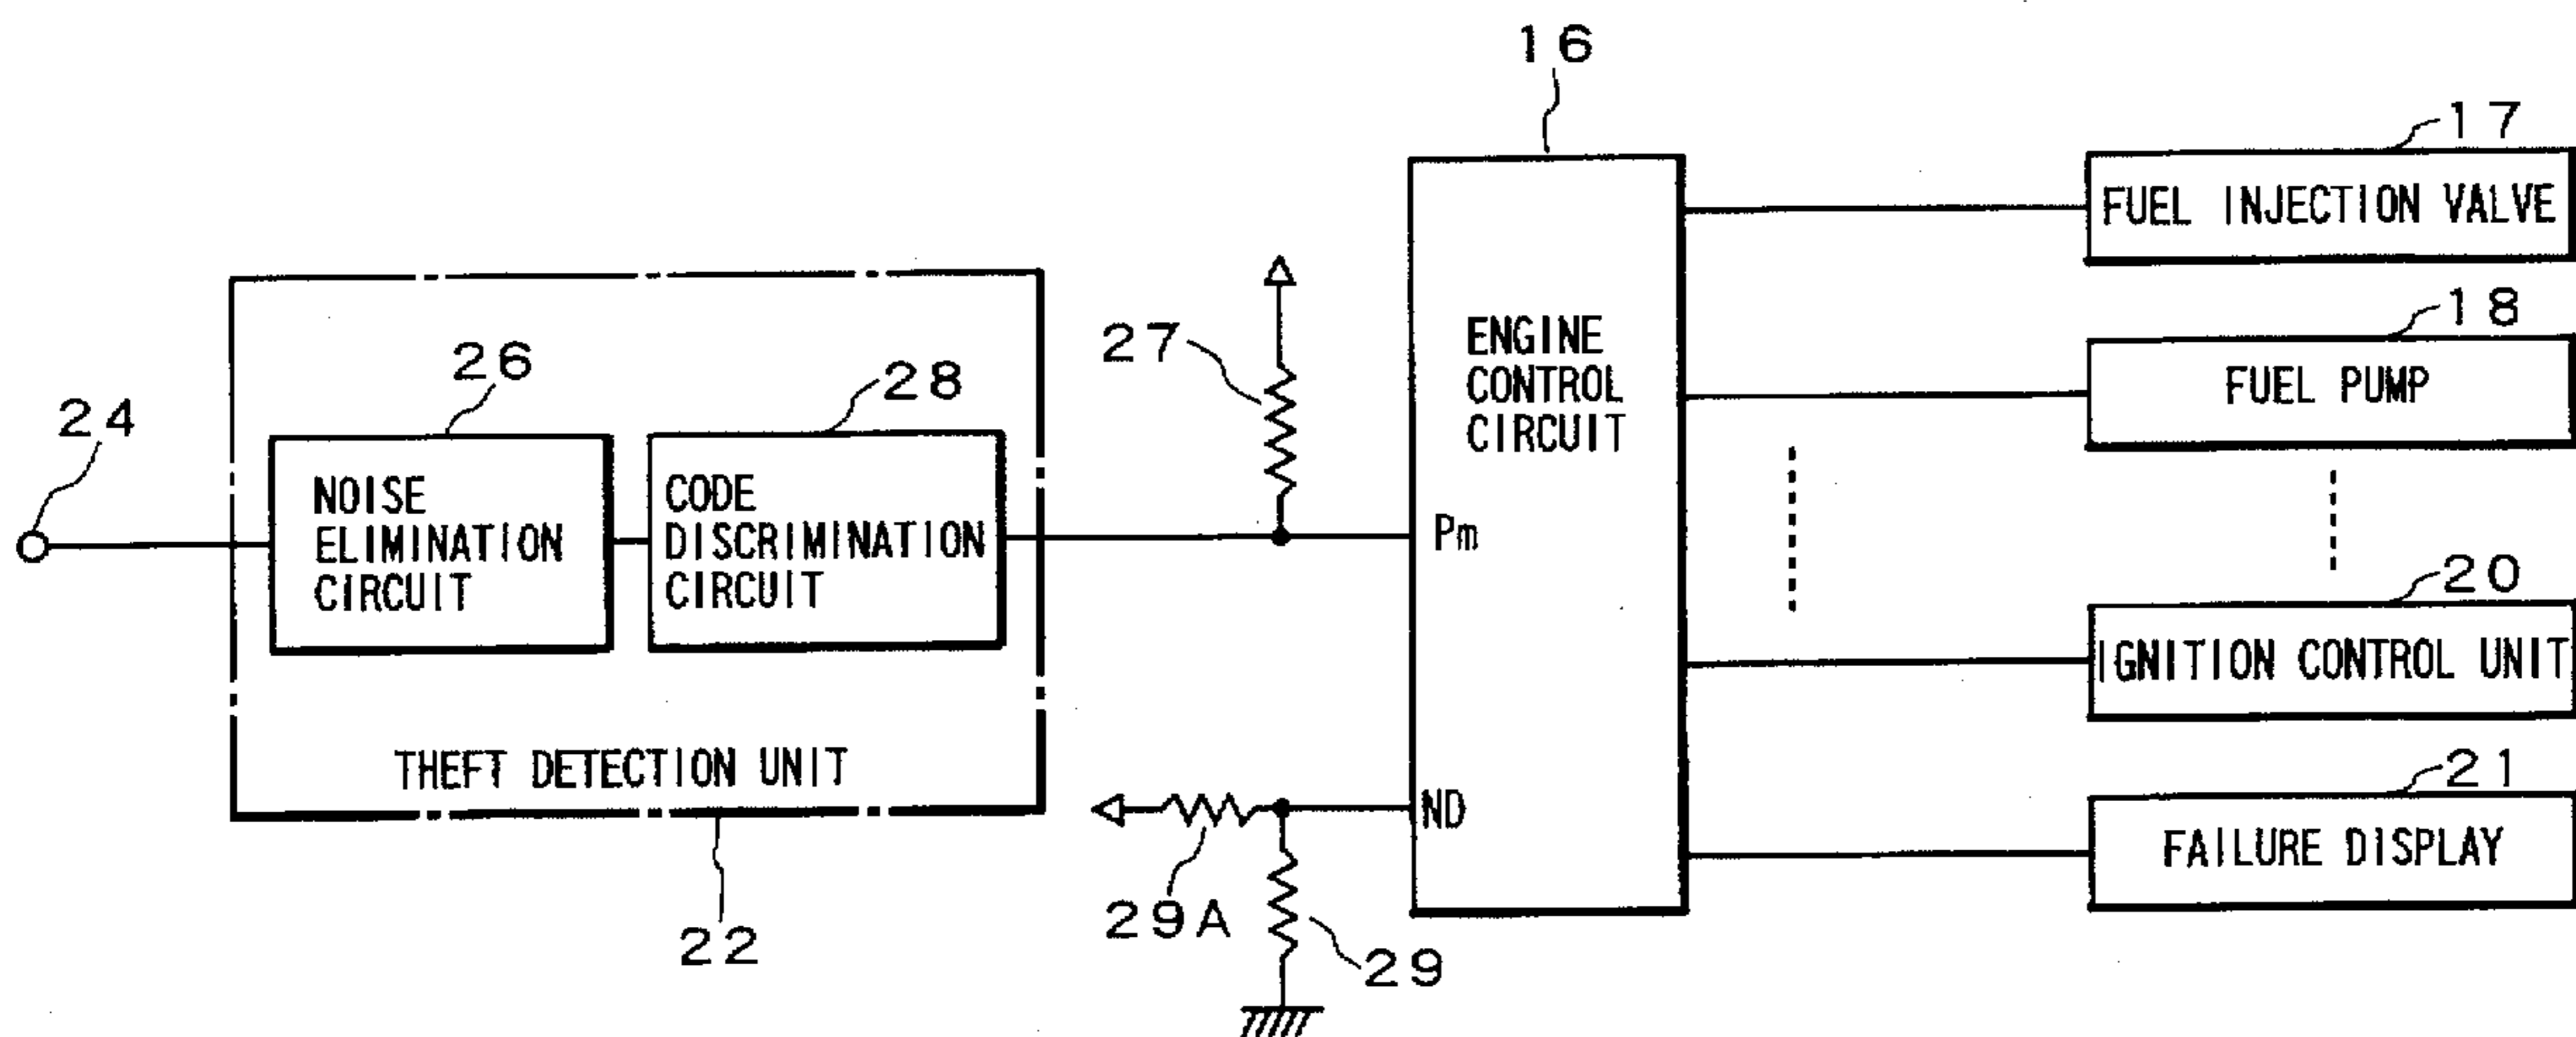 16
17
FUEL INJECTION VALVE
18
FUEL PUMP
27
ENGINE
CONTROL
CIRCUIT
26
28
24
NOISE
ELIMINATION
CIRCUIT
CODE
DISCRIMINATION
CIRCUIT
Pm
20
IGNITION CONTROL UNIT
THEFT DETECTION UNIT
ND
21
FAILURE DISPLAY
29A
22
29